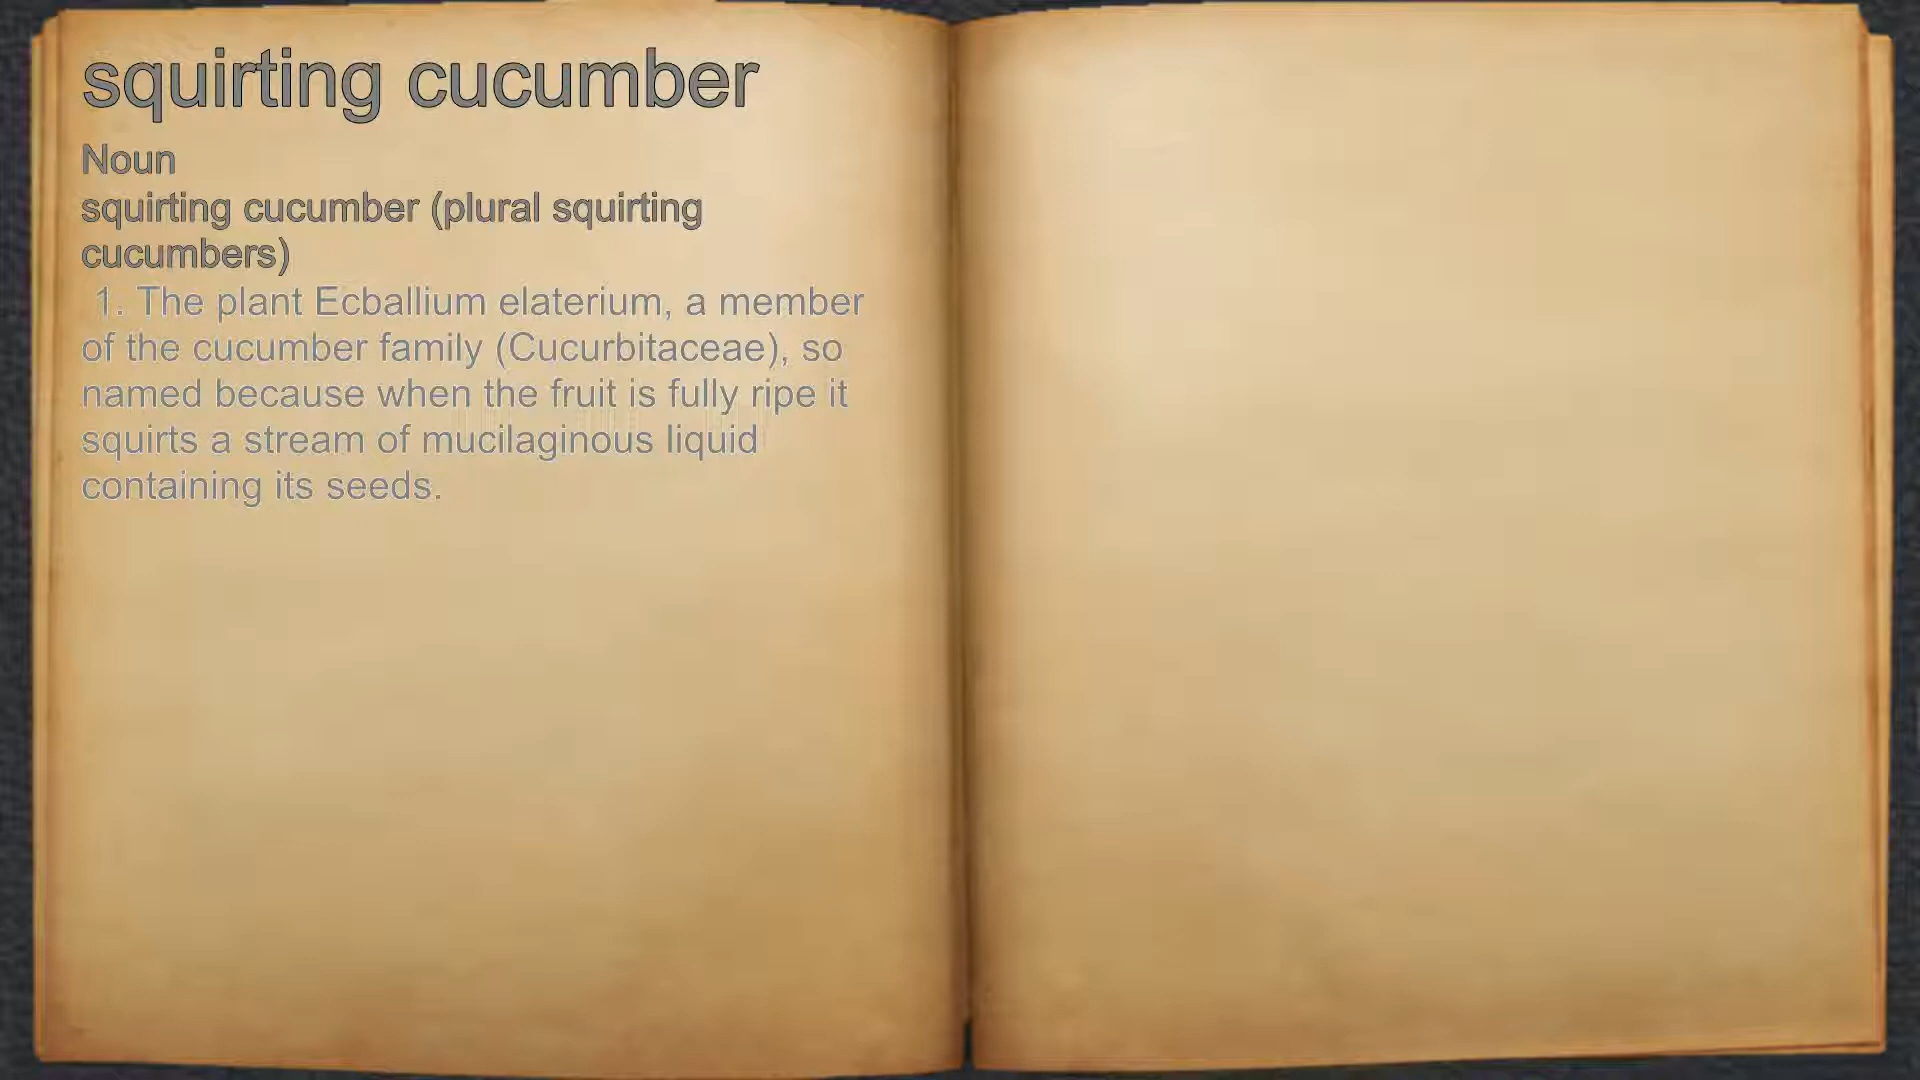 squirting cucumber
Noun
squirting cucumber (plural squirting
cucumbers)
1. The plant Ecballium elaterium, a member
of the cucumber family (Cucurbitaceae), so
named because when the fruit is fully ripe it
squirts a stream of mucilaginous liquid
containing its seeds.